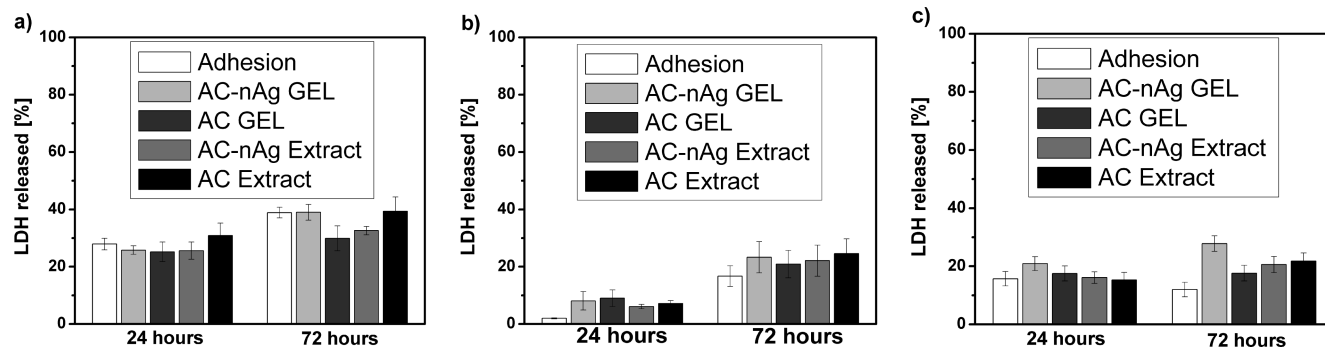 a)
100
80
60
40
20
0
LDH released [%]
Adhesion
AC-nAg GEL
AC GEL
AC-nAg Extract
AC Extract
24 hours
72 hours
b)
100
80
60
40
20
0
LDH released [%]
Adhesion
AC-nAg GEL
AC GEL
AC-nAg Extract
AC Extract
24 hours
72 hours
c)
100
80
60
40
20
0
LDH released [%]
Adhesion
AC-nAg GEL
AC GEL
AC-nAg Extract
AC Extract
24 hours
72 hours